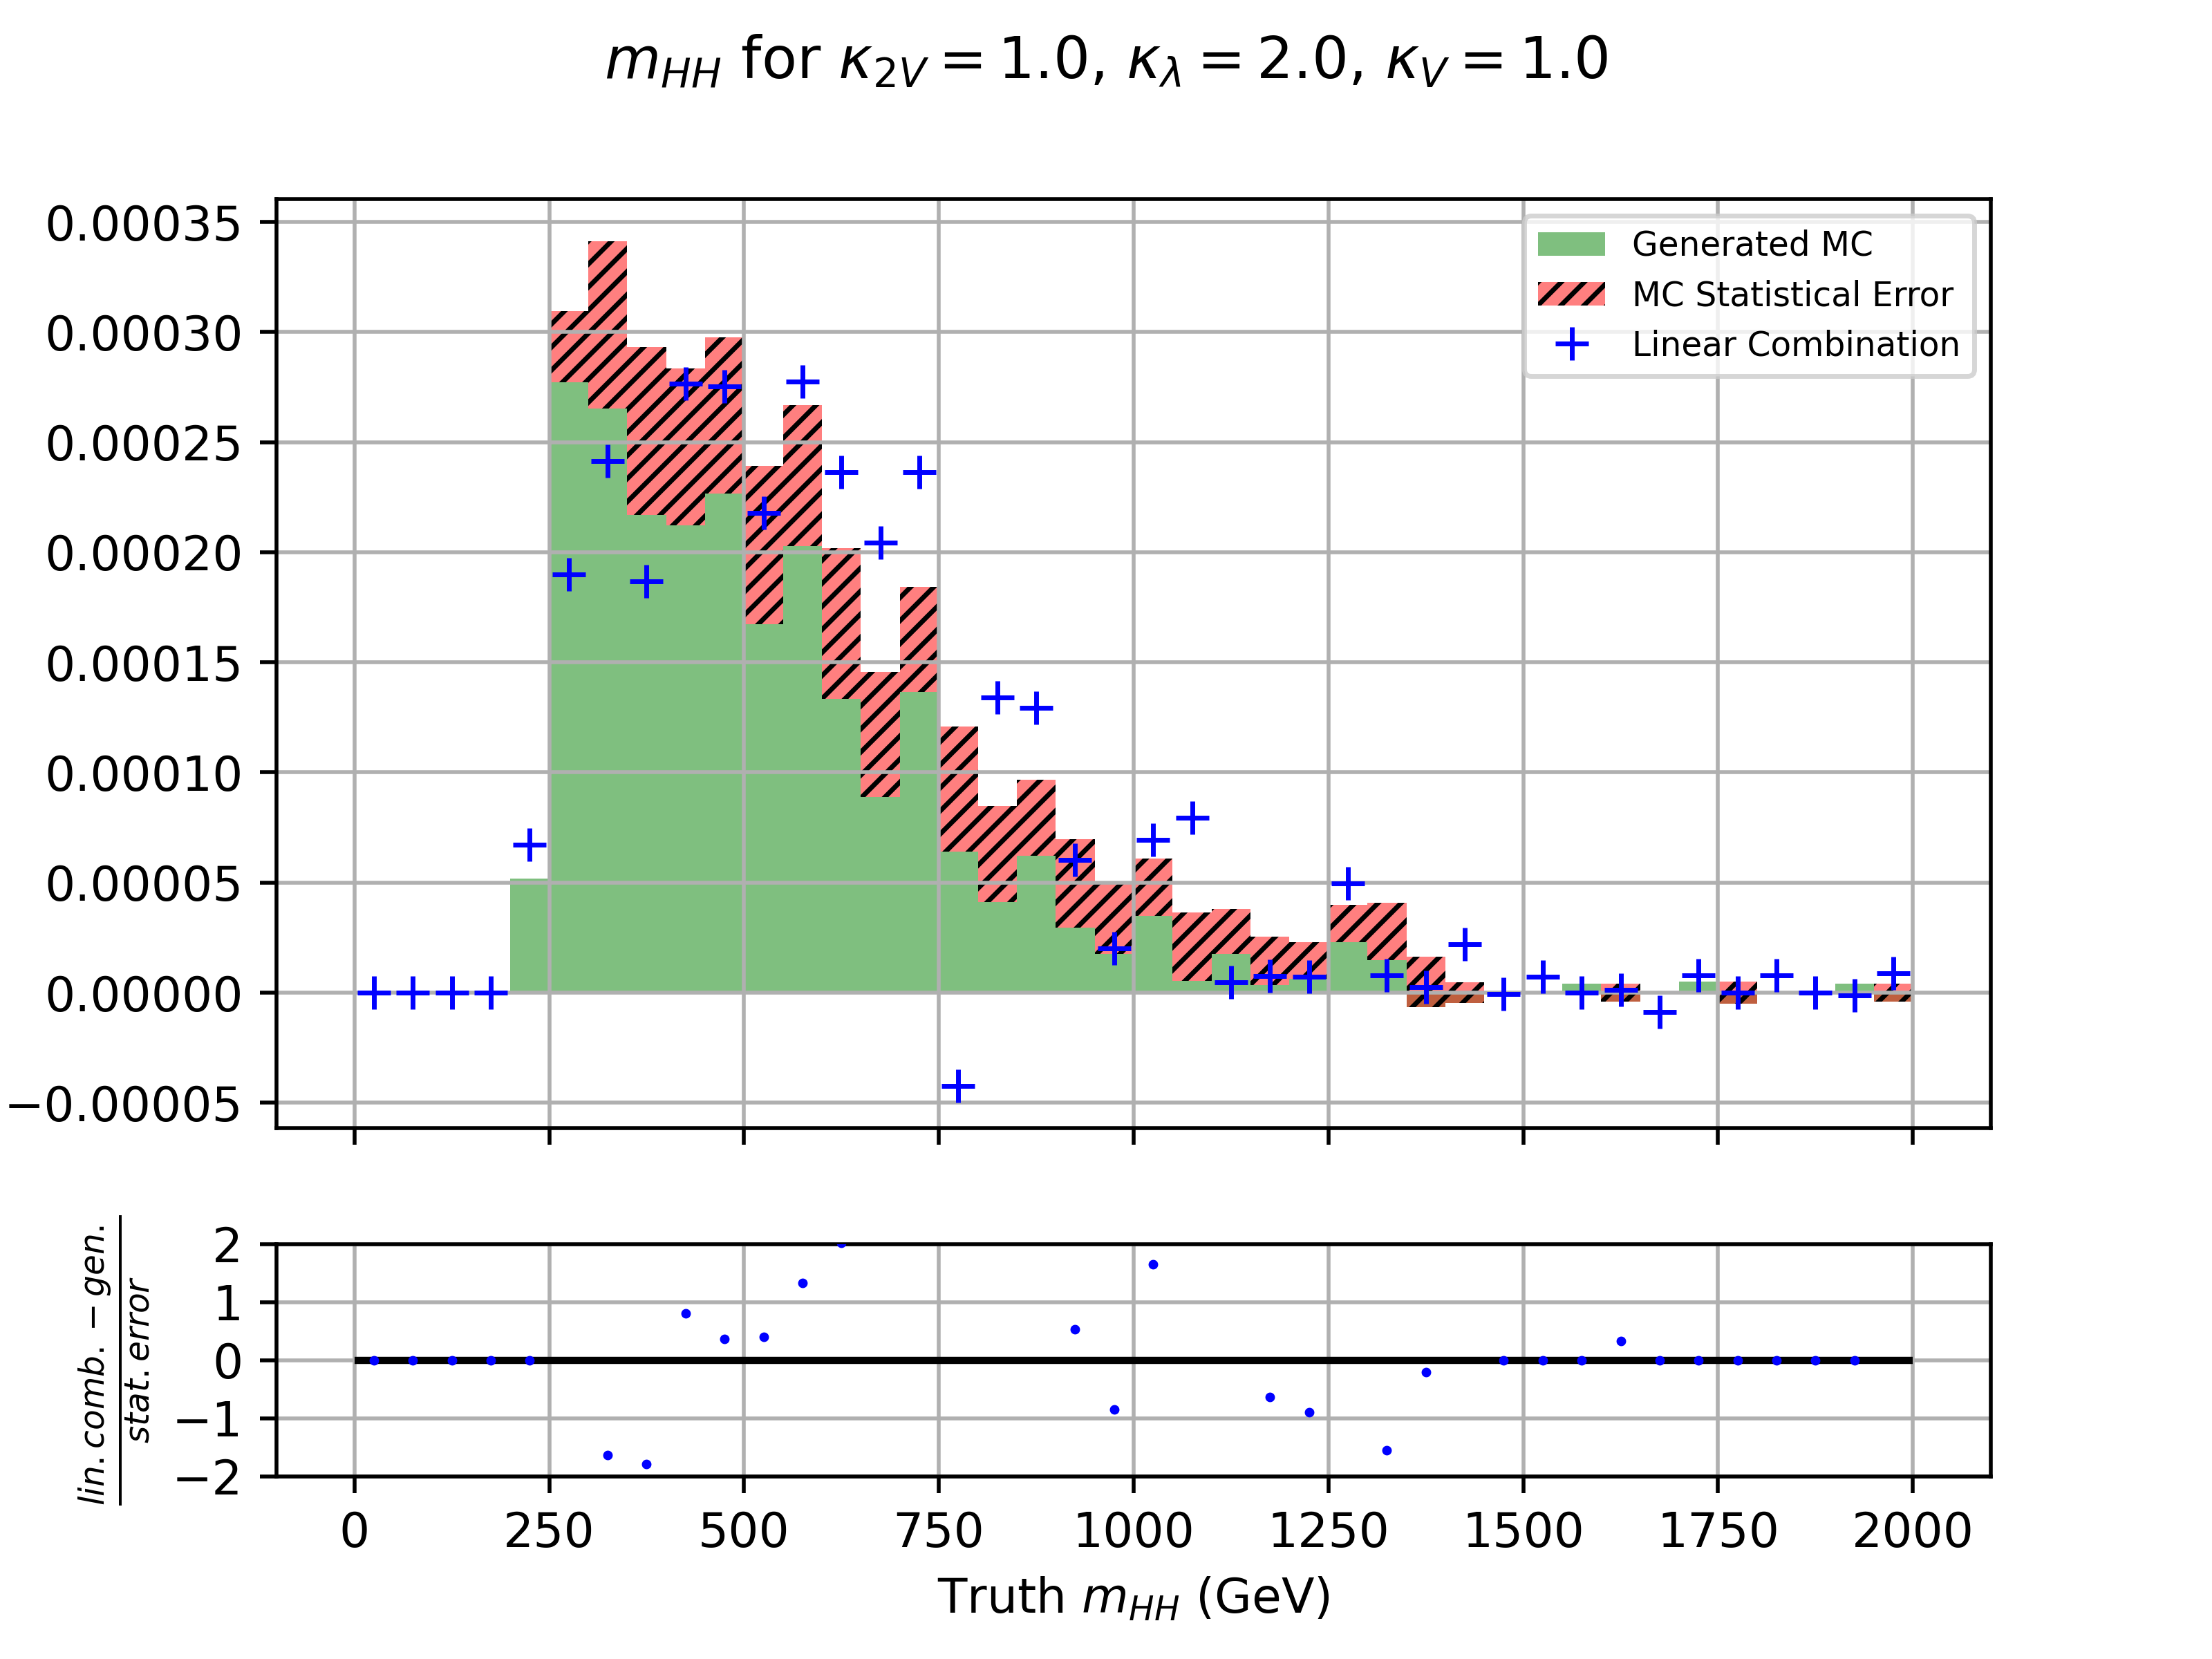 m_HH for κ_2V = 1.0, κ_λ = 2.0, κ_V = 1.0
0.00035
0.00030
0.00025
0.00020
0.00015
0.00010
0.00005
0.00000
−0.00005
Generated MC
MC Statistical Error
Linear Combination
lin. comb. − gen.
stat. error
2
1
0
−1
−2
0 250 500 750 1000 1250 1500 1750 2000
Truth m_HH (GeV)